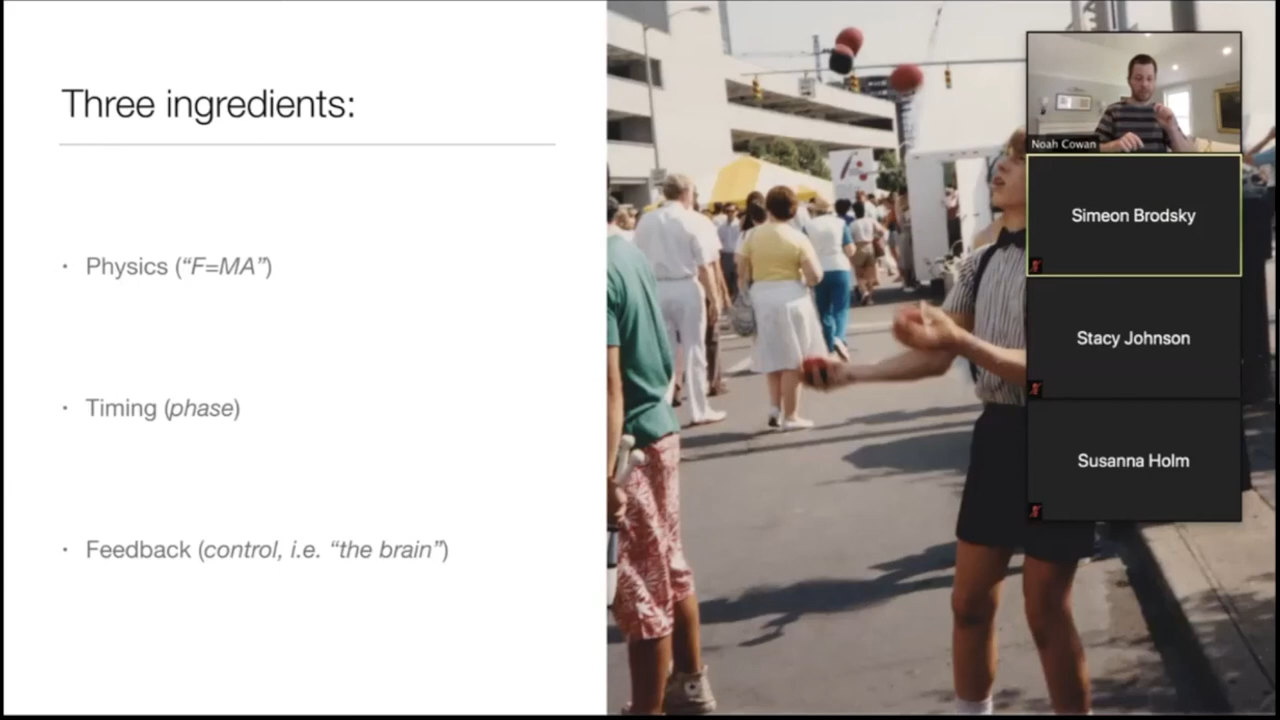 Three ingredients:
· Physics (“F=MA”)
· Timing (phase)
· Feedback (control, i.e. “the brain”)
Noah Cowan
Simeon Brodsky
Stacy Johnson
Susanna Holm